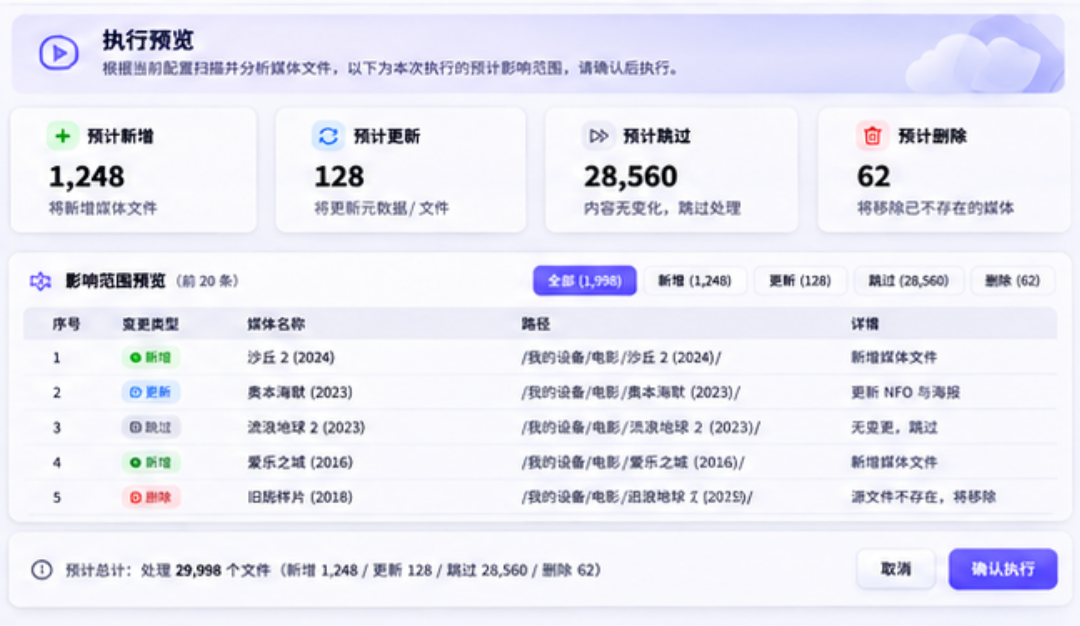 执行预览
根据当前配置扫描并分析媒体文件，以下为本次执行的预计影响范围，请确认后执行。
预计新增
1,248
将新增媒体文件
预计更新
128
将更新元数据/文件
预计跳过
28,560
内容无变化，跳过处理
预计删除
62
将移除已不存在的媒体
影响范围预览（前 20 条）
全部 (1,998) 新增 (1,248) 更新 (128) 跳过 (28,560) 删除 (62)
序号 变更类型 媒体名称 路径
1 新增 沙丘 2 (2024) /我的设备/电影/沙丘 2 (2024)/ 新增媒体文件
2 更新 奥本海默 (2023) /我的设备/电影/奥本海默 (2023)/ 更新 NFO 与海报
3 跳过 流浪地球 2 (2023) /我的设备/电影/流浪地球 2 (2023)/ 无变更，跳过
4 新增 爱乐之城 (2016) /我的设备/电影/爱乐之城 (2016)/ 新增媒体文件
5 删除 片 (2018) /我的设备/电影/ 源文件不存在，将移除
预计总计：处理 29,998 个文件（新增 1,248 / 更新 128 / 跳过 28,560 / 删除 62）
取消 确认执行